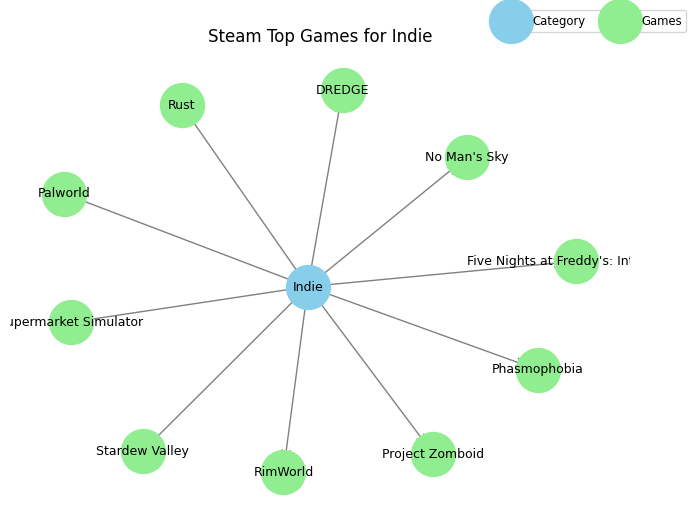 Category
Games
Steam Top Games for Indie
DREDGE
Rust
No Man's Sky
Palworld
Five Nights at Freddy's: Int
Indie
upermarket Simulator
Phasmophobia
Stardew Valley
Project Zomboid
RimWorld